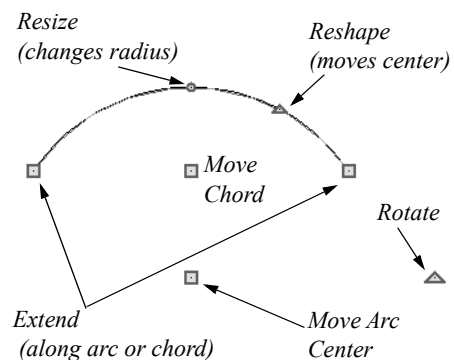 Resize
(changes radius)
Reshape
(moves center)
Move
Chord
Rotate
Extend
(along arc or chord)
Move Arc
Center